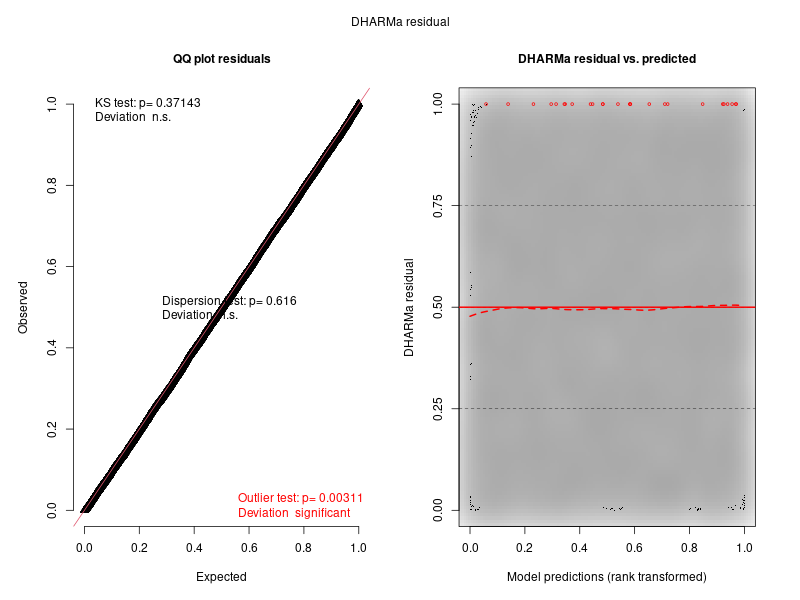 DHARMa residual
QQ plot residuals
KS test: p= 0.37143
Deviation n.s.
Dispersion test: p= 0.616
Deviation n.s.
Outlier test: p= 0.00311
Deviation significant
Observed
0.0
0.2
0.4
0.6
0.8
1.0
0.0 0.2 0.4 0.6 0.8 1.0
Expected
DHARMa residual vs. predicted
DHARMa residual
0.00
0.25
0.50
0.75
1.00
0.0 0.2 0.4 0.6 0.8 1.0
Model predictions (rank transformed)